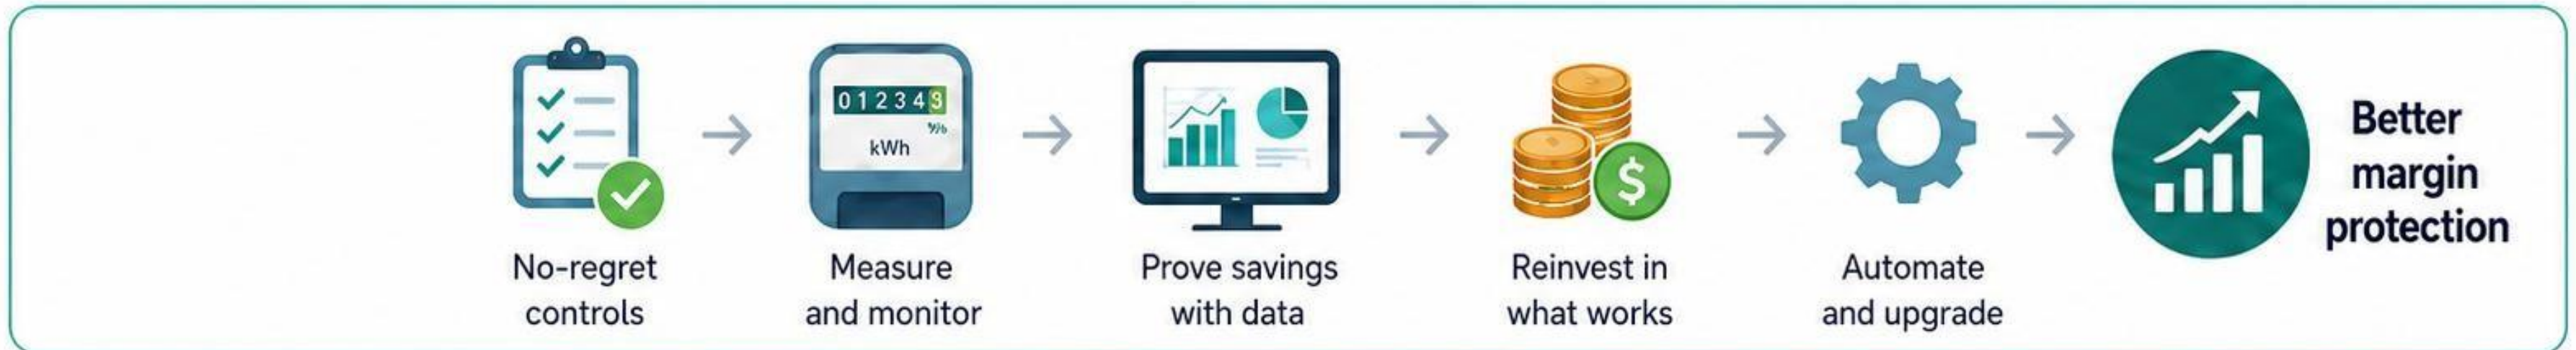 012343
kWh
$
No-regret
controls
Measure
and monitor
Prove savings
with data
Reinvest in
what works
Automate
and upgrade
Better
margin
protection